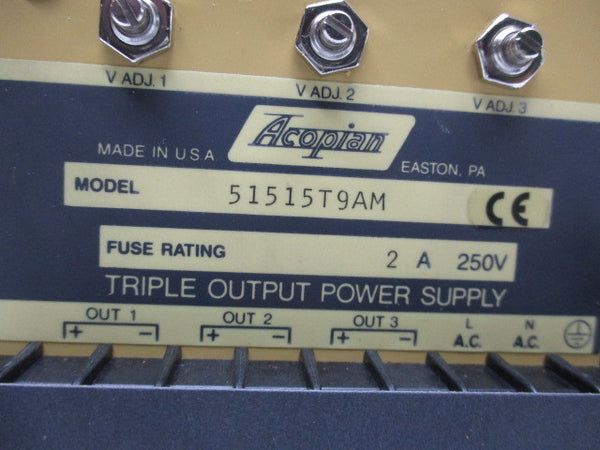 V ADJ. 1 V ADJ. 2 V ADJ. 3
Acopian
MADE IN U.S.A EASTON, PA
MODEL 51515T9AM CE
FUSE RATING 2 A 250V
TRIPLE OUTPUT POWER SUPPLY
OUT 1 OUT 2 OUT 3 L N
+ - + - + - A.C. A.C.